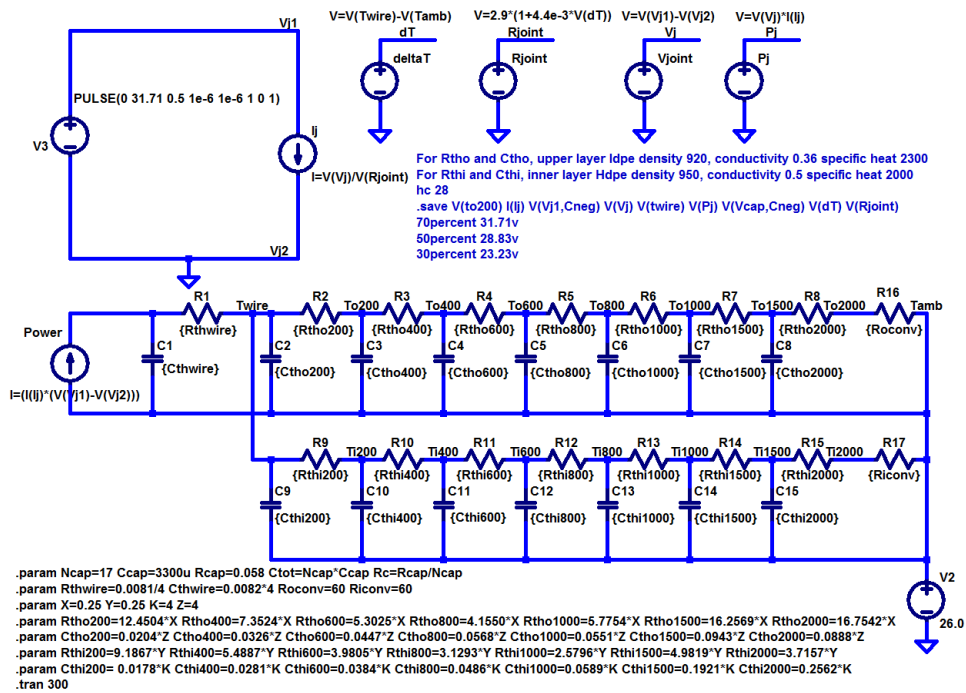 V=V(Twire)-V(Tamb) V=2.9*(1+4.4e-3*V(dT)) V=V(Vj1)-V(Vj2) V=V(Vj)*I(Ij)
Vj1 dT Rjoint Vj Pj
deltaT Rjoint Vjoint Pj
PULSE(0 31.71 0.5 1e-6 1e-6 1 0 1)
V3
Ij
I=V(Vj)/V(Rjoint)
Vj2
For Rtho and Ctho, upper layer ldpe density 920, conductivity 0.36 specific heat 2300
For Rthi and Cthi, inner layer Hdpe density 950, conductivity 0.5 specific heat 2000
hc 28
.save V(to200) I(Ij) V(Vj1,Cneg) V(Vj) V(twire) V(Pj) V(Vcap,Cneg) V(dT) V(Rjoint)
70percent 31.71v
50percent 28.83v
30percent 23.23v
R1 R2 R3 R4 R5 R6 R7 R8 R16
Twire To200 To400 To600 To800 To1000 To1500 To2000 Tamb
{Rthwire} {Rtho200} {Rtho400} {Rtho600} {Rtho800} {Rtho1000} {Rtho1500} {Rtho2000} {Roconv}
Power
C1 C2 C3 C4 C5 C6 C7 C8
{Cthwire} {Ctho200} {Ctho400} {Ctho600} {Ctho800} {Ctho1000} {Ctho1500} {Ctho2000}
I=(I(Ij)*(V(Vj1)-V(Vj2)))
R9 R10 R11 R12 R13 R14 R15 R17
Ti200 Ti400 Ti600 Ti800 Ti1000 Ti1500 Ti2000
{Rthi200} {Rthi400} {Rthi600} {Rthi800} {Rthi1000} {Rthi1500} {Rthi2000} {Riconv}
C9 C10 C11 C12 C13 C14 C15
{Cthi200} {Cthi400} {Cthi600} {Cthi800} {Cthi1000} {Cthi1500} {Cthi2000}
V2
26.0
.param Ncap=17 Ccap=3300u Rcap=0.058 Ctot=Ncap*Ccap Rc=Rcap/Ncap
.param Rthwire=0.0081/4 Cthwire=0.0082*4 Roconv=60 Riconv=60
.param X=0.25 Y=0.25 K=4 Z=4
.param Rtho200=12.4504*X Rtho400=7.3524*X Rtho600=5.3025*X Rtho800=4.1550*X Rtho1000=5.7754*X Rtho1500=16.2569*X Rtho2000=16.7542*X
.param Ctho200=0.0204*Z Ctho400=0.0326*Z Ctho600=0.0447*Z Ctho800=0.0568*Z Ctho1000=0.0551*Z Ctho1500=0.0943*Z Ctho2000=0.0888*Z
.param Rthi200=9.1867*Y Rthi400=5.4887*Y Rthi600=3.9805*Y Rthi800=3.1293*Y Rthi1000=2.5796*Y Rthi1500=4.9819*Y Rthi2000=3.7157*Y
.param Cthi200= 0.0178*K Cthi400=0.0281*K Cthi600=0.0384*K Cthi800=0.0486*K Cthi1000=0.0589*K Cthi1500=0.1921*K Cthi2000=0.2562*K
.tran 300